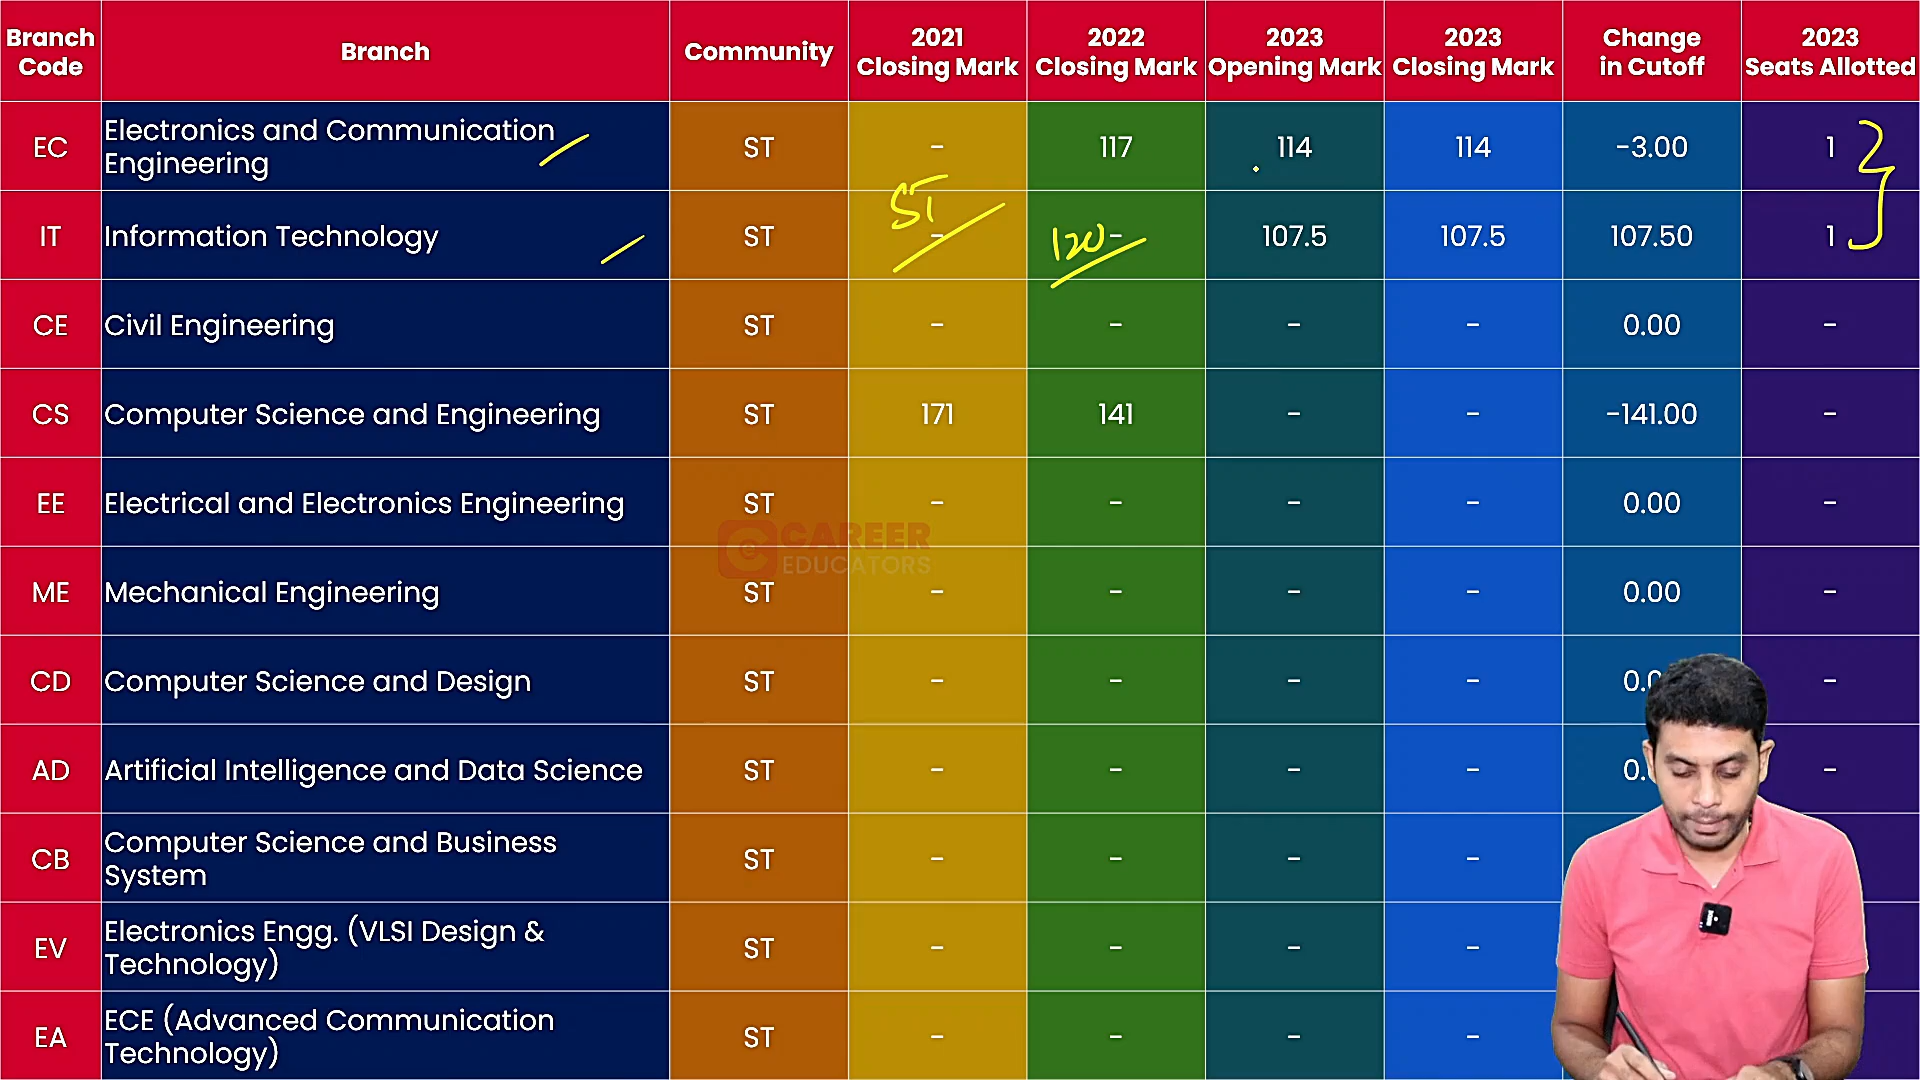 Branch Code Branch Community 2021 Closing Mark 2022 Closing Mark 2023 Opening Mark 2023 Closing Mark Change in Cutoff 2023 Seats Allotted
EC Electronics and Communication Engineering ST - 117 114 114 -3.00 1
ST
IT Information Technology ST - - 107.5 107.5 107.50 1
120
CE Civil Engineering ST - - - - 0.00 -
CS Computer Science and Engineering ST 171 141 - - -141.00 -
EE Electrical and Electronics Engineering ST - - - - 0.00 -
CAREER
EDUCATORS
ME Mechanical Engineering ST - - - - 0.00 -
CD Computer Science and Design ST - - - - 0.0 -
AD Artificial Intelligence and Data Science ST - - - - 0. -
CB Computer Science and Business System ST - - - -
EV Electronics Engg. (VLSI Design & Technology) ST - - - -
EA ECE (Advanced Communication Technology) ST - - - -